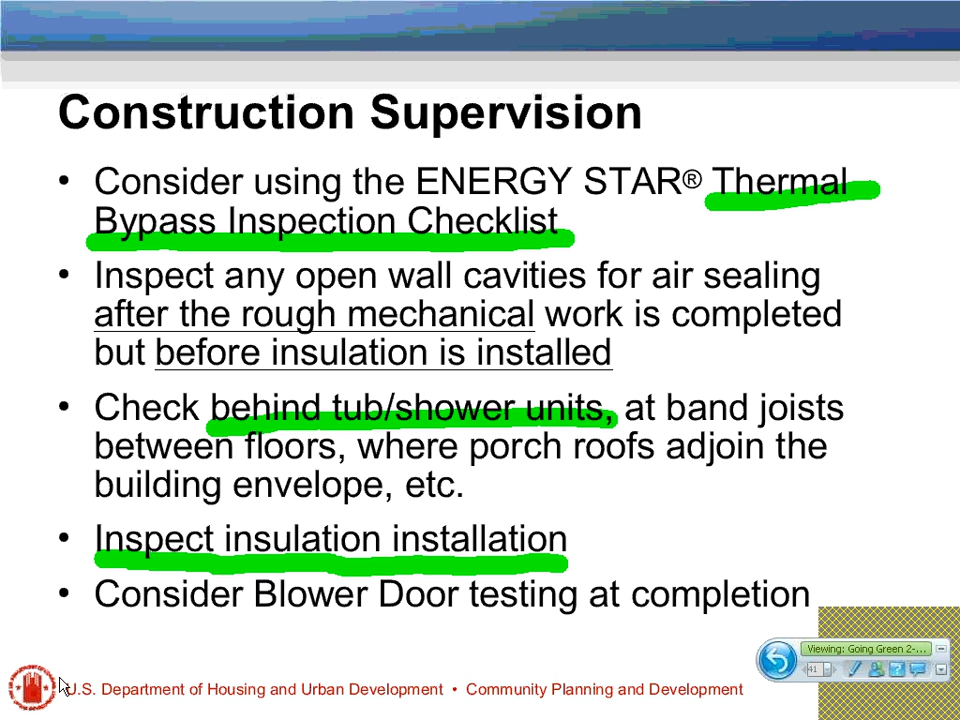 Construction Supervision
• Consider using the ENERGY STAR® Thermal
Bypass Inspection Checklist
• Inspect any open wall cavities for air sealing
after the rough mechanical work is completed
but before insulation is installed
• Check behind tub/shower units, at band joists
between floors, where porch roofs adjoin the
building envelope, etc.
• Inspect insulation installation
• Consider Blower Door testing at completion
Viewing: Going Green 2-...
41
U.S. Department of Housing and Urban Development • Community Planning and Development